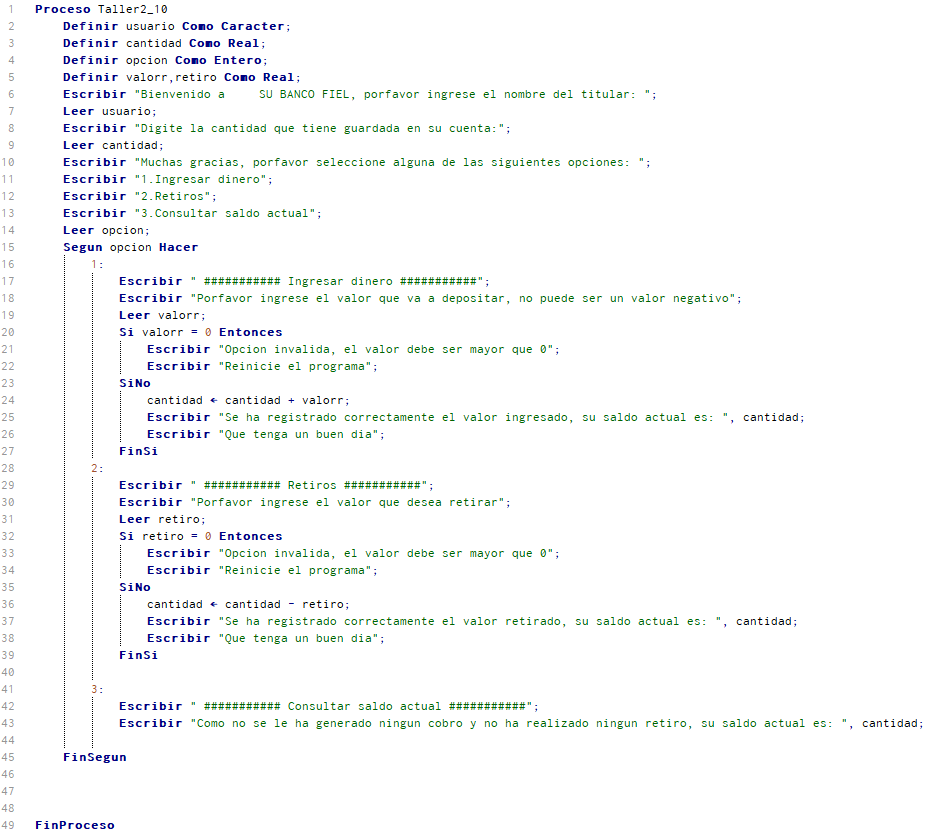 1 Proceso Taller2_10
2 Definir usuario Como Caracter;
3 Definir cantidad Como Real;
4 Definir opcion Como Entero;
5 Definir valorr,retiro Como Real;
6 Escribir "Bienvenido a    SU BANCO FIEL, porfavor ingrese el nombre del titular: ";
7 Leer usuario;
8 Escribir "Digite la cantidad que tiene guardada en su cuenta:";
9 Leer cantidad;
10 Escribir "Muchas gracias, porfavor seleccione alguna de las siguientes opciones: ";
11 Escribir "1.Ingresar dinero";
12 Escribir "2.Retiros";
13 Escribir "3.Consultar saldo actual";
14 Leer opcion;
15 Segun opcion Hacer
16 1:
17 Escribir " ########### Ingresar dinero ###########";
18 Escribir "Porfavor ingrese el valor que va a depositar, no puede ser un valor negativo";
19 Leer valorr;
20 Si valorr = 0 Entonces
21 Escribir "Opcion invalida, el valor debe ser mayor que 0";
22 Escribir "Reinicie el programa";
23 SiNo
24 cantidad ← cantidad + valorr;
25 Escribir "Se ha registrado correctamente el valor ingresado, su saldo actual es: ", cantidad;
26 Escribir "Que tenga un buen dia";
27 FinSi
28 2:
29 Escribir " ########### Retiros ###########";
30 Escribir "Porfavor ingrese el valor que desea retirar";
31 Leer retiro;
32 Si retiro = 0 Entonces
33 Escribir "Opcion invalida, el valor debe ser mayor que 0";
34 Escribir "Reinicie el programa";
35 SiNo
36 cantidad ← cantidad - retiro;
37 Escribir "Se ha registrado correctamente el valor retirado, su saldo actual es: ", cantidad;
38 Escribir "Que tenga un buen dia";
39 FinSi
40
41 3:
42 Escribir " ########### Consultar saldo actual ###########";
43 Escribir "Como no se le ha generado ningun cobro y no ha realizado ningun retiro, su saldo actual es: ", cantidad;
44
45 FinSegun
46
47
48
49 FinProceso